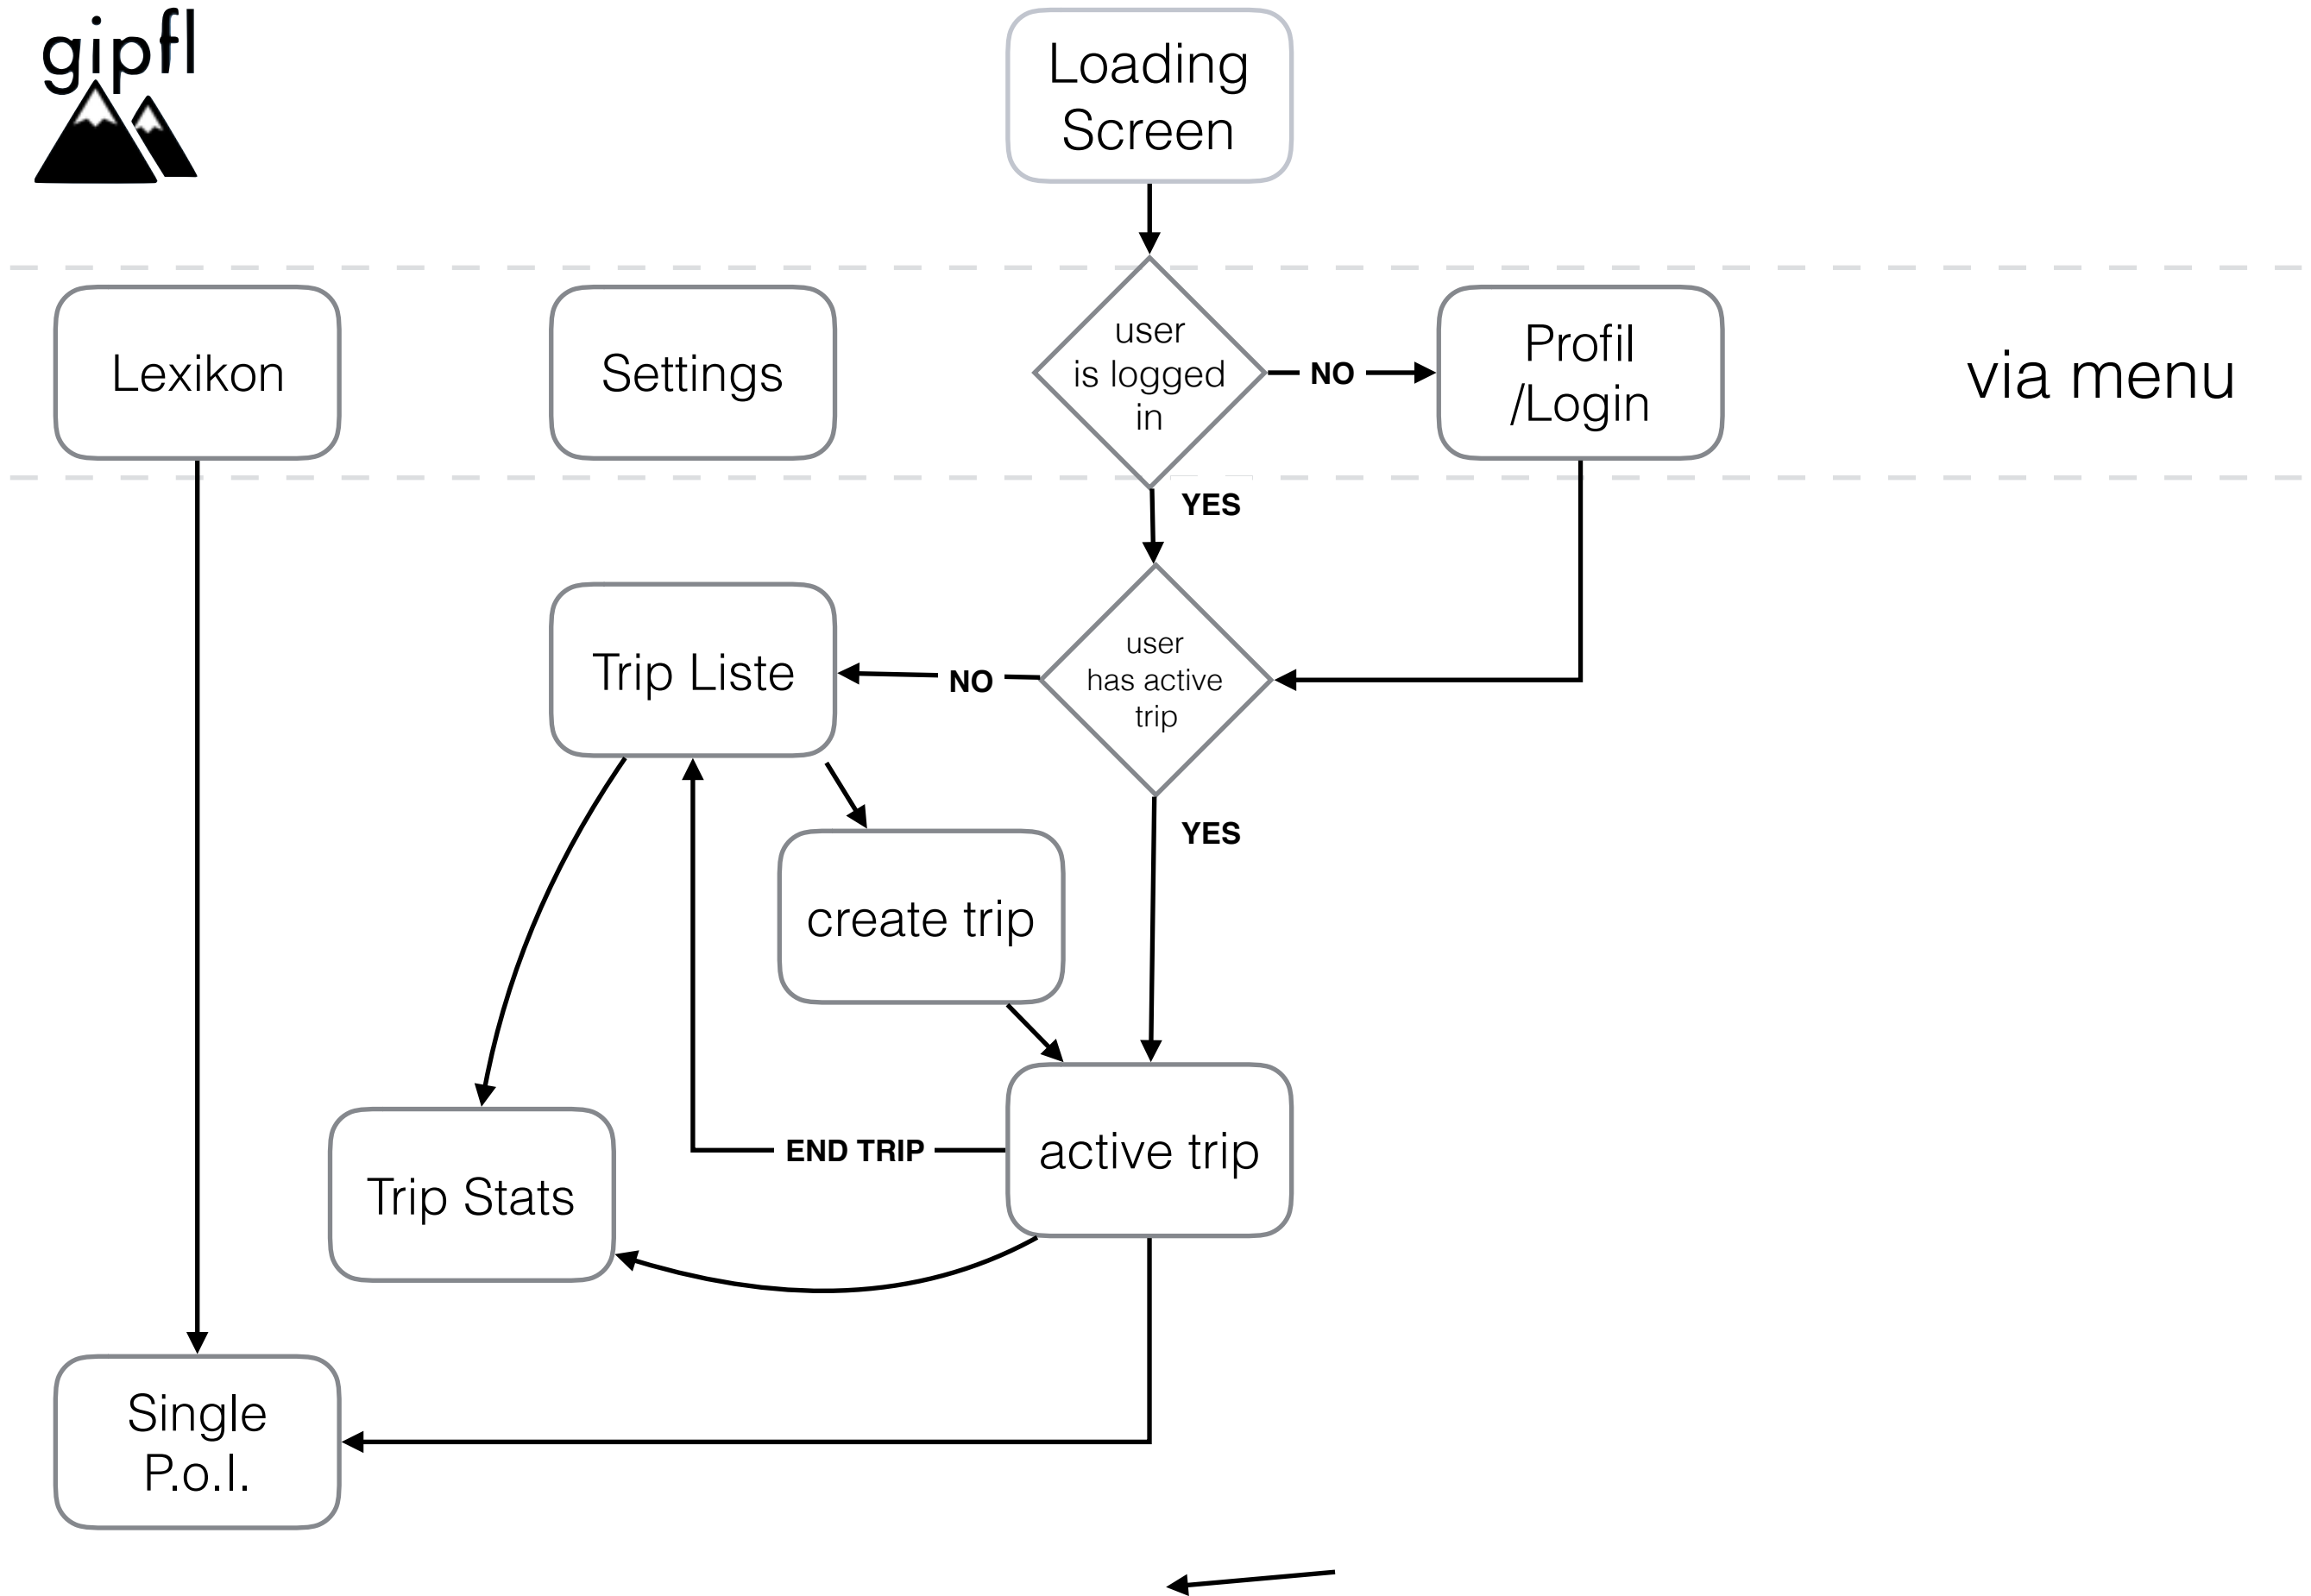 gipfl
Loading
Screen
Lexikon
Settings
user
is logged
in
NO
Profil
/Login
via menu
YES
Trip Liste
NO
user
has active
trip
YES
create trip
END TRIP
active trip
Trip Stats
Single
P.o.I.